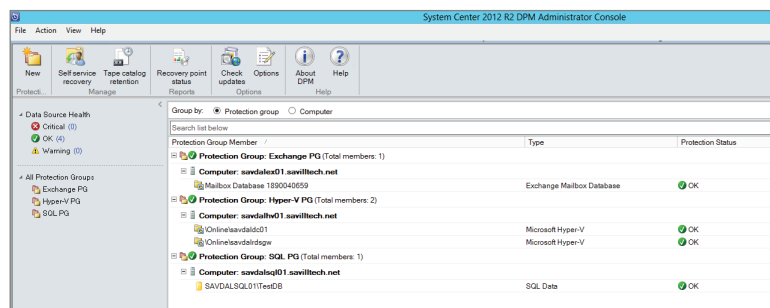 System Center 2012 R2 DPM Administrator Console
File Action View Help
New
Self service recovery
Tape catalog retention
Recovery point status
Check updates
Options
About DPM
Help
Protecti...
Manage
Reports
Options
Help
Data Source Health
Critical (0)
OK (4)
Warning (0)
All Protection Groups
Exchange PG
Hyper-V PG
SQL PG
Group by: Protection group Computer
Search list below
Protection Group Member Type Protection Status
Protection Group: Exchange PG (Total members: 1)
Computer: savdalex01.savilltech.net
Mailbox Database 1890040659 Exchange Mailbox Database OK
Protection Group: Hyper-V PG (Total members: 2)
Computer: savdalhv01.savilltech.net
\Online\savdaldc01 Microsoft Hyper-V OK
\Online\savdalrdsgw Microsoft Hyper-V OK
Protection Group: SQL PG (Total members: 1)
Computer: savdalsql01.savilltech.net
SAVDALSQL01\TestDB SQL Data OK